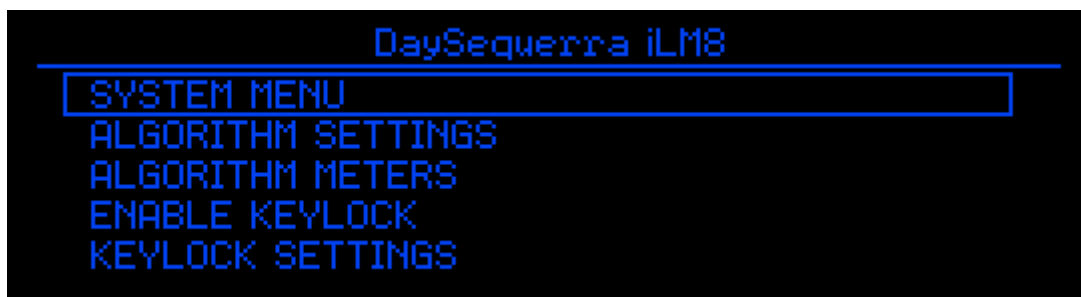 DaySequerra iLM8
SYSTEM MENU
ALGORITHM SETTINGS
ALGORITHM METERS
ENABLE KEYLOCK
KEYLOCK SETTINGS